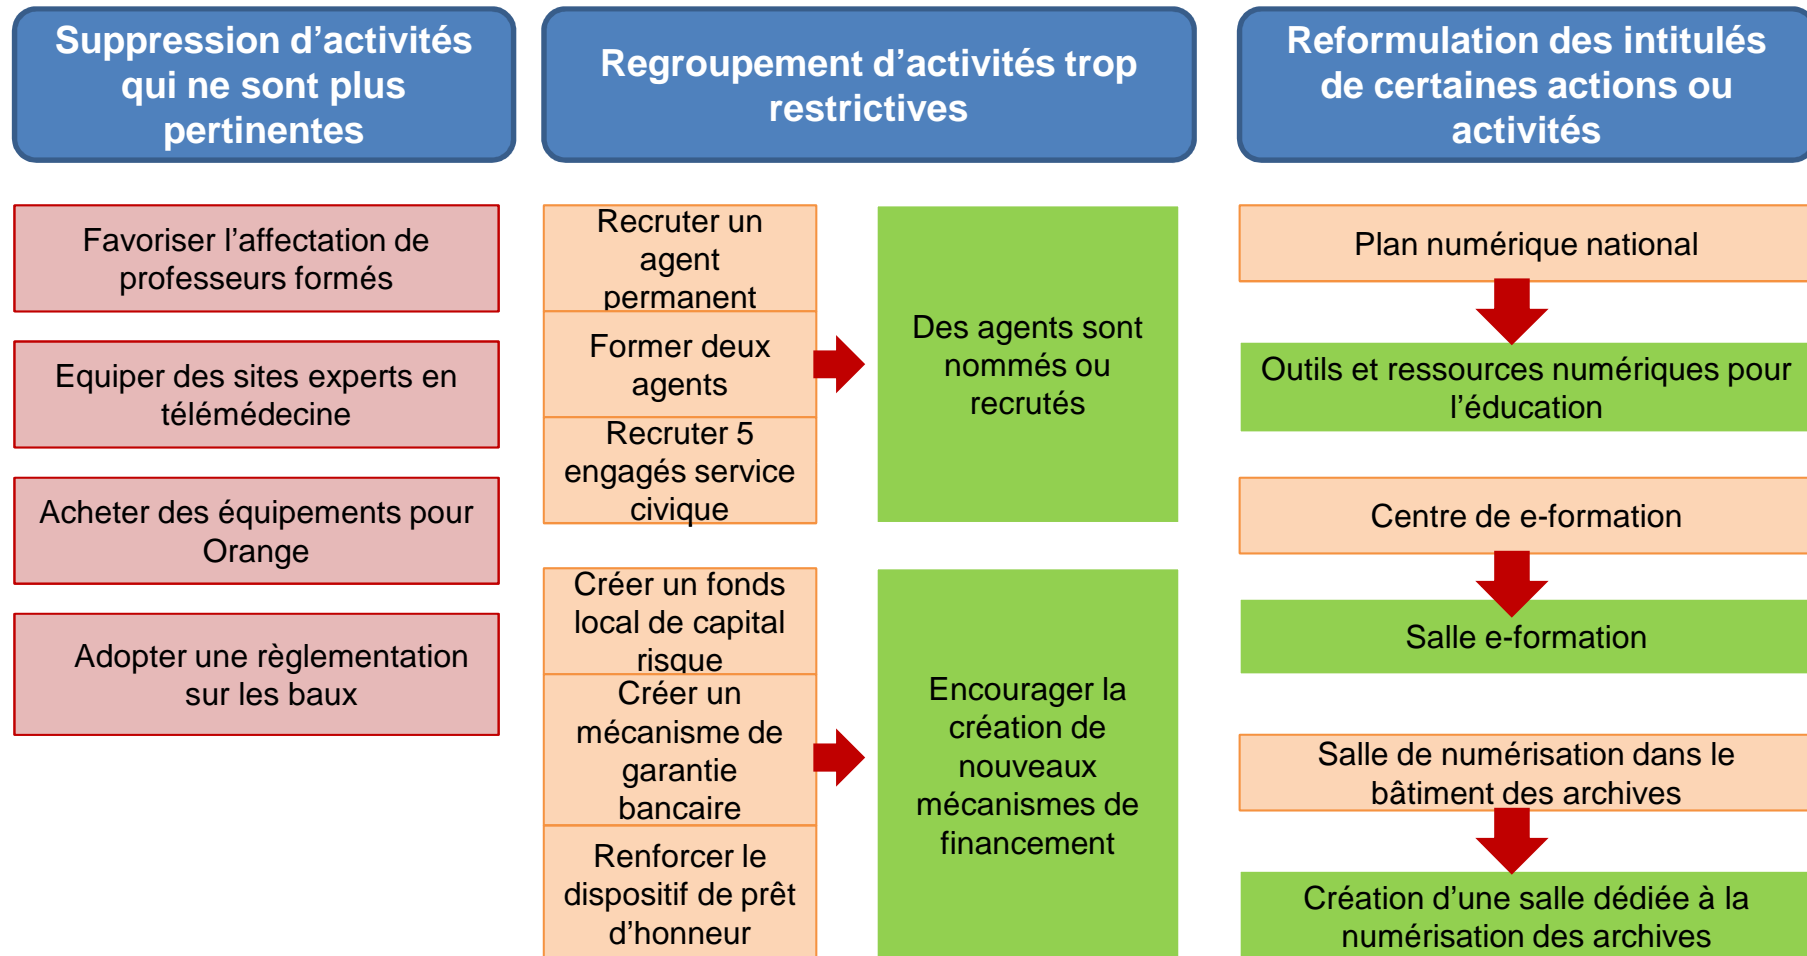 Suppression d’activités
qui ne sont plus
pertinentes
Favoriser l’affectation de
professeurs formés
Equiper des sites experts en
télémédecine
Acheter des équipements pour
Orange
Adopter une règlementation
sur les baux
Regroupement d’activités trop
restrictives
Recruter un
agent
permanent
Former deux
agents
Recruter 5
engagés service
civique
Des agents sont
nommés ou
recrutés
Créer un fonds
local de capital
risque
Créer un
mécanisme de
garantie
bancaire
Renforcer le
dispositif de prêt
d’honneur
Encourager la
création de
nouveaux
mécanismes de
financement
Reformulation des intitulés
de certaines actions ou
activités
Plan numérique national
Outils et ressources numériques pour
l’éducation
Centre de e-formation
Salle e-formation
Salle de numérisation dans le
bâtiment des archives
Création d’une salle dédiée à la
numérisation des archives